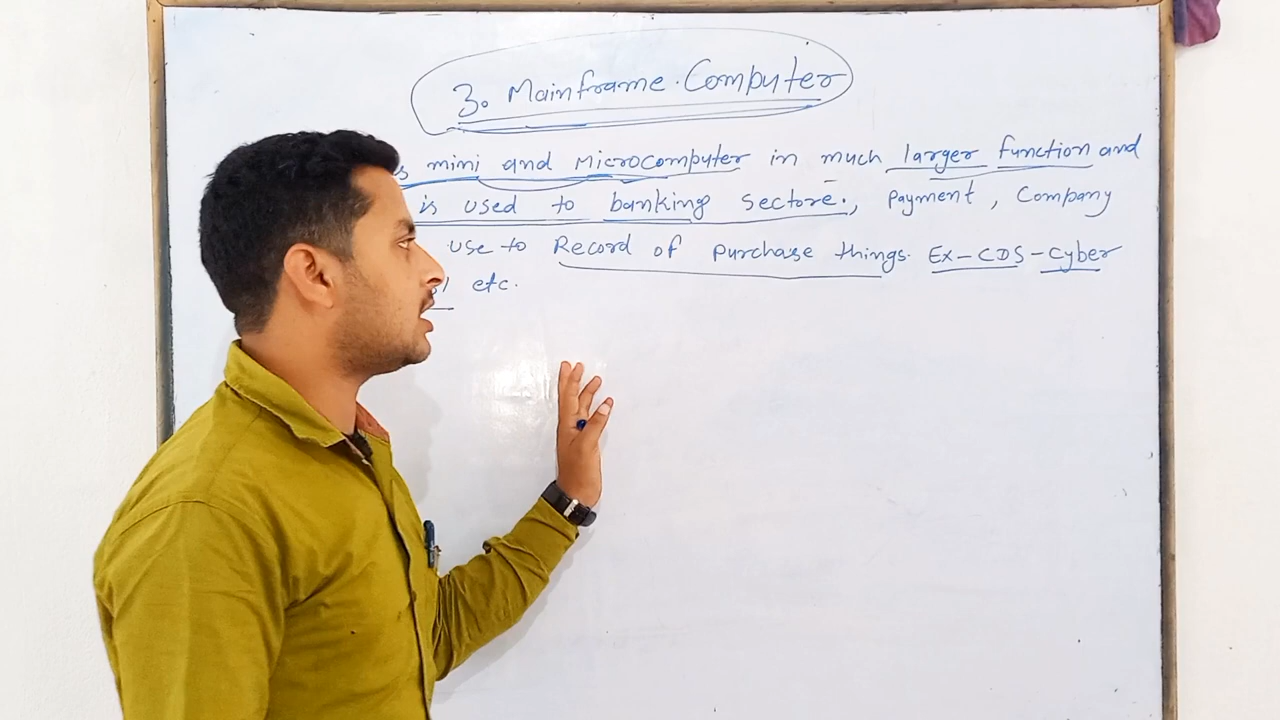 3. Mainframe Computer
mini and Microcomputer in much larger function and
is used to banking sectore., Payment, Company
use to Record of purchase things. Ex-CDS-Cyber
etc.